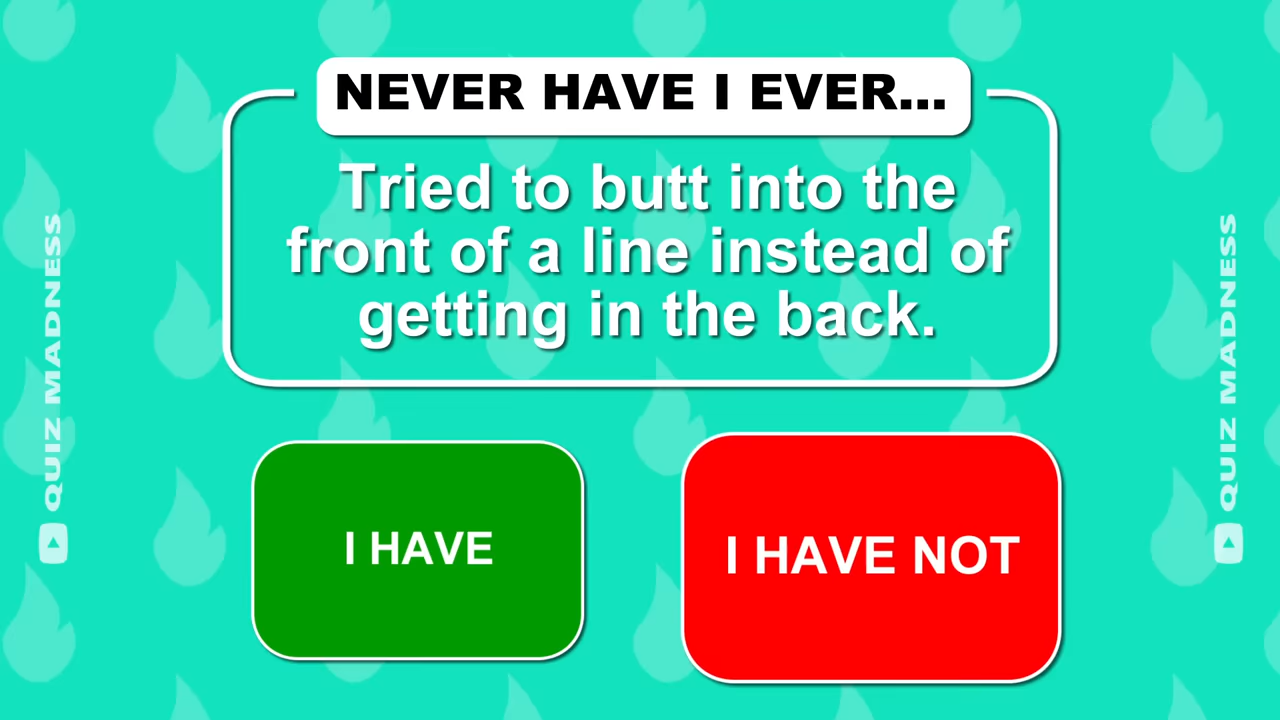 NEVER HAVE I EVER...
Tried to butt into the
front of a line instead of
getting in the back.
I HAVE
I HAVE NOT
QUIZ MADNESS
QUIZ MADNESS